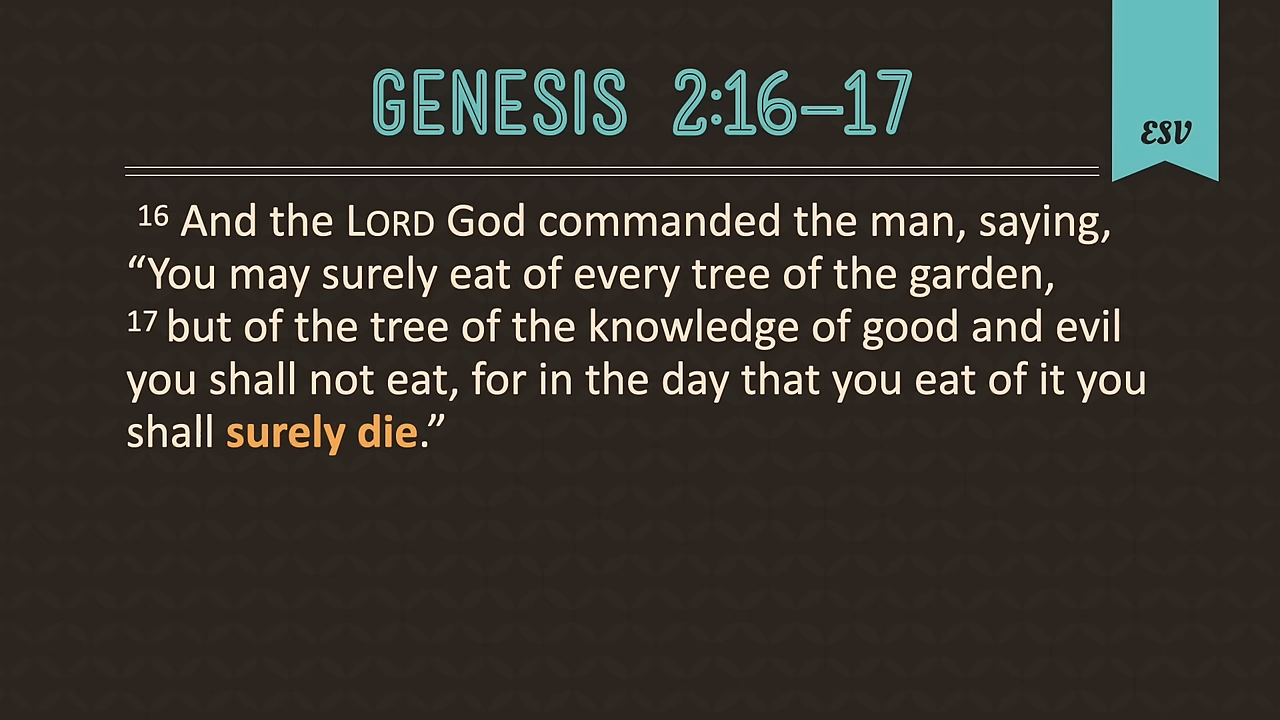 GENESIS 2:16–17
ESV
16 And the LORD God commanded the man, saying,
“You may surely eat of every tree of the garden,
17 but of the tree of the knowledge of good and evil
you shall not eat, for in the day that you eat of it you
shall surely die.”